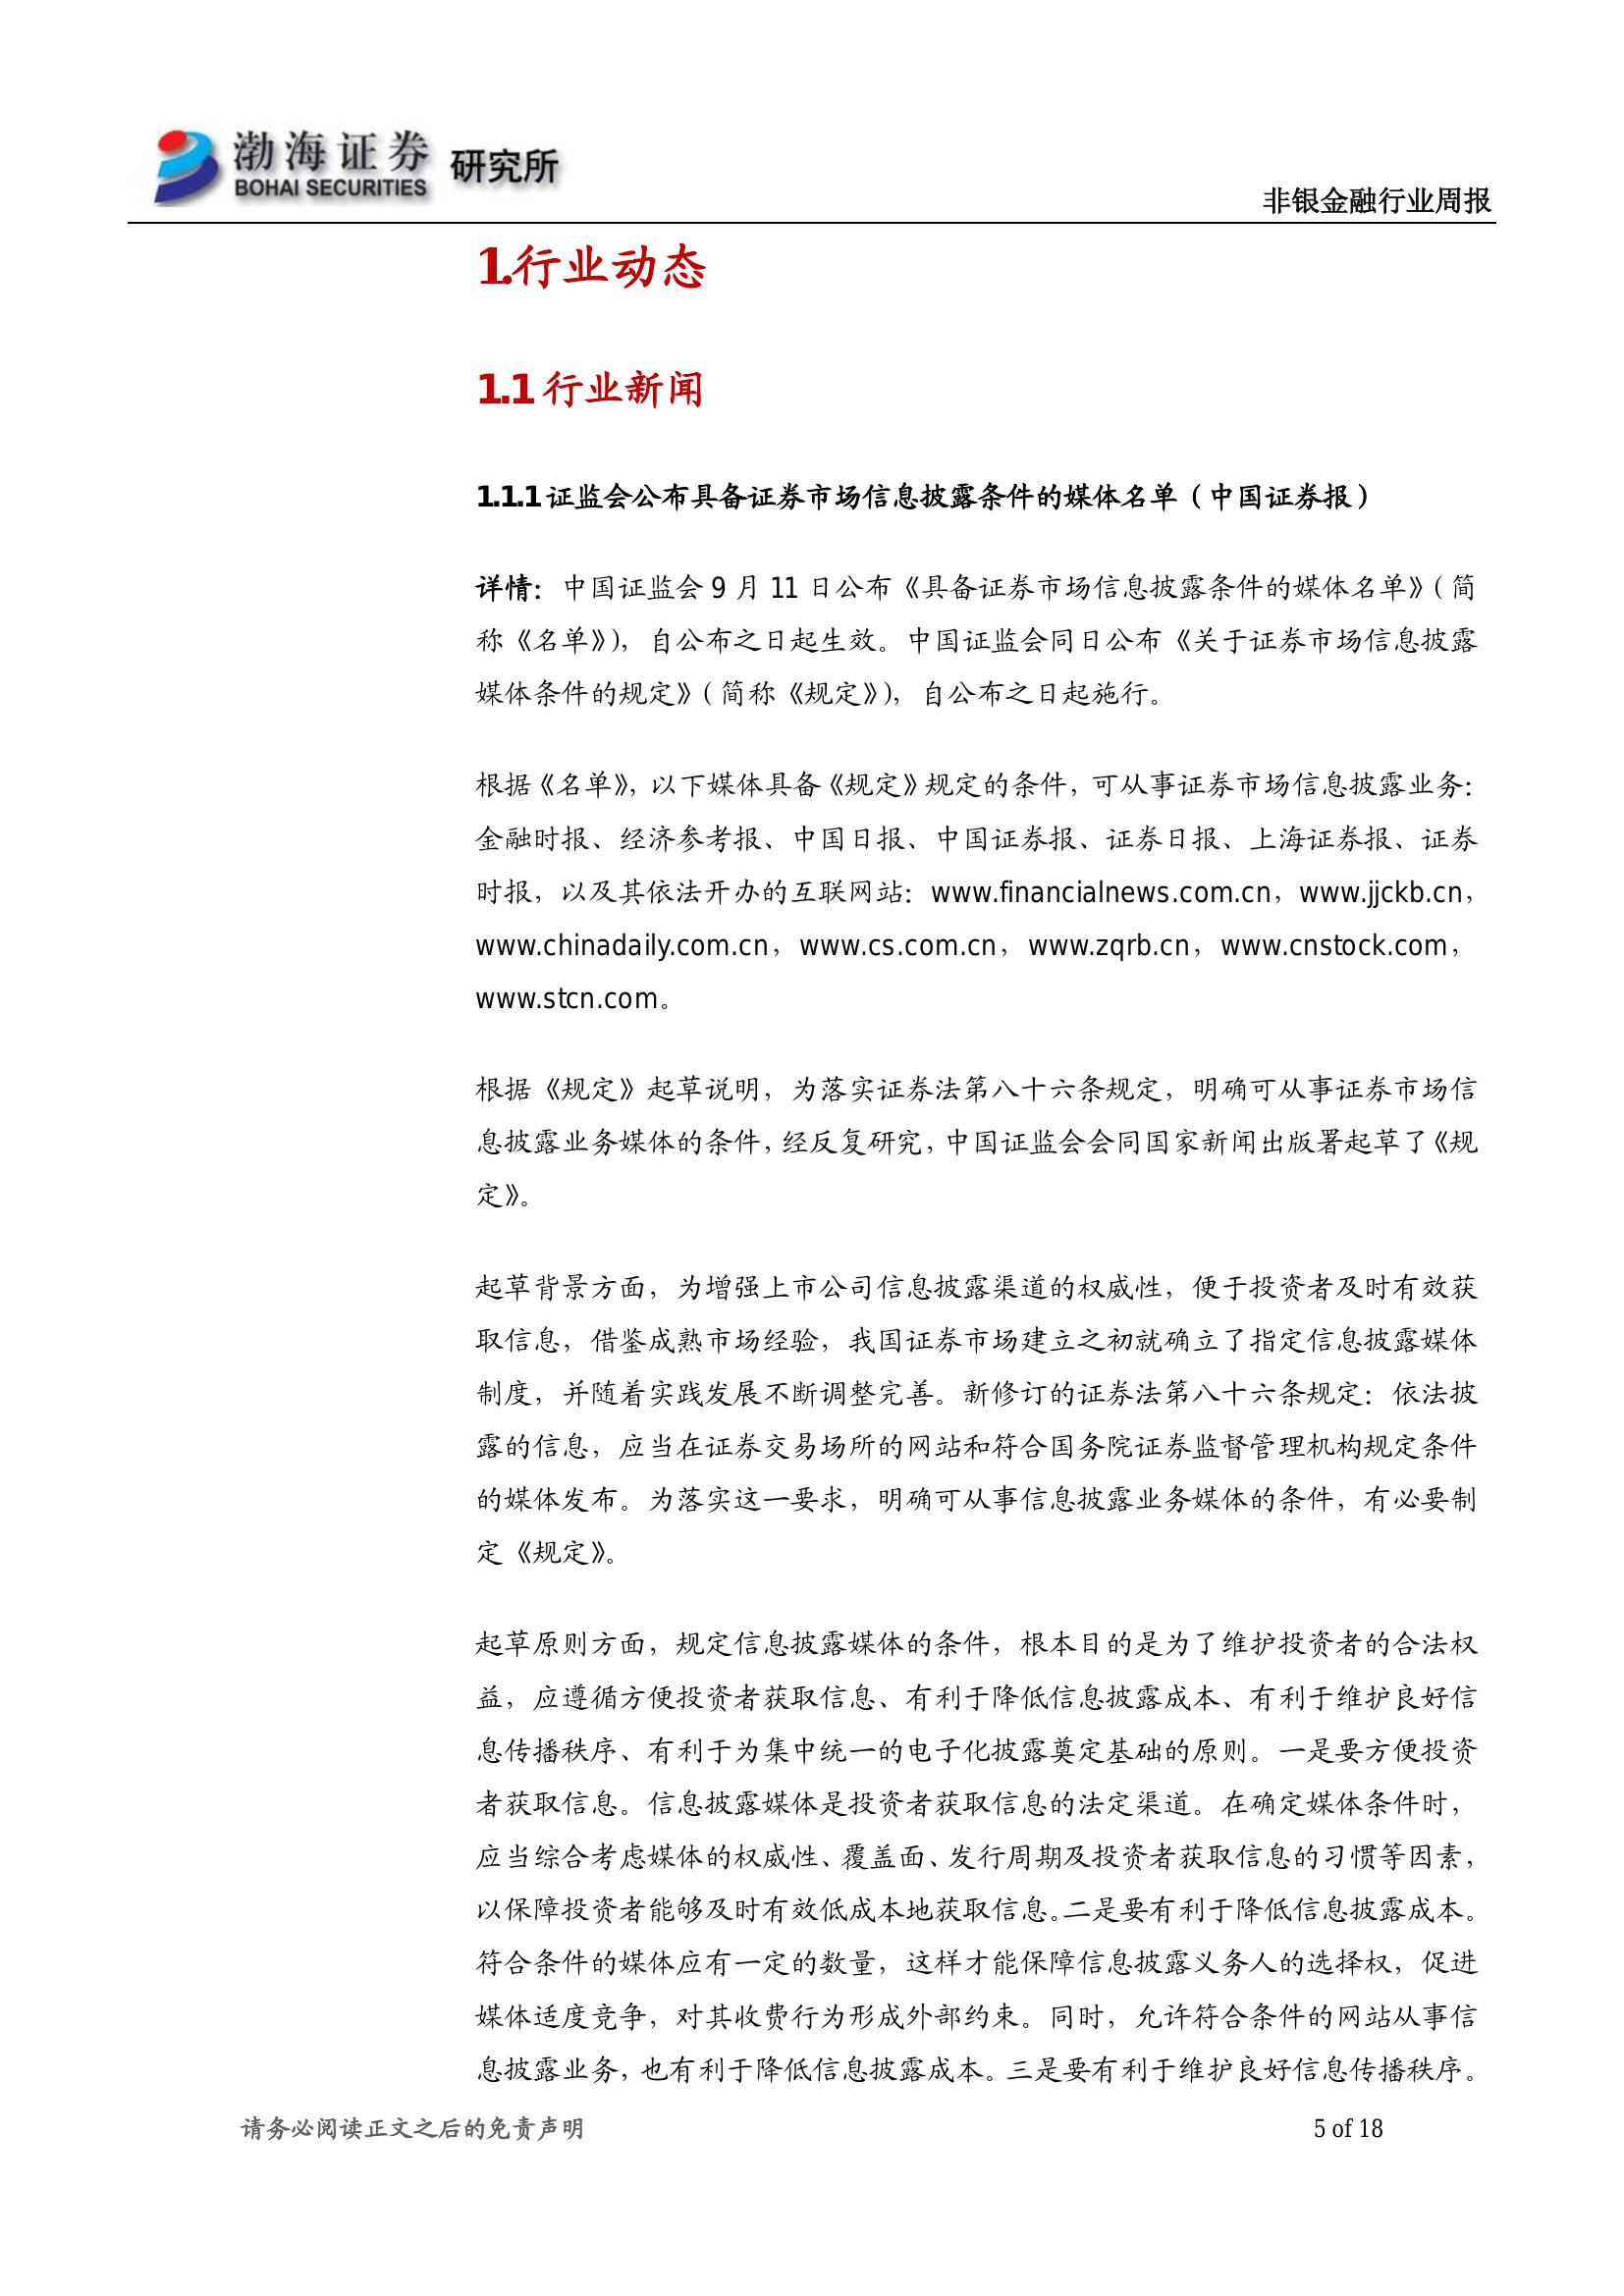 渤海证券
BOHAI SECURITIES
研究所
非银金融行业周报
1.行业动态
1.1 行业新闻
1.1.1 证监会公布具备证券市场信息披露条件的媒体名单（中国证券报）
详情：中国证监会 9 月 11 日公布《具备证券市场信息披露条件的媒体名单》（简
称《名单》），自公布之日起生效。中国证监会同日公布《关于证券市场信息披露
媒体条件的规定》（简称《规定》），自公布之日起施行。
根据《名单》，以下媒体具备《规定》规定的条件，可从事证券市场信息披露业务：
金融时报、经济参考报、中国日报、中国证券报、证券日报、上海证券报、证券
时报，以及其依法开办的互联网站：www.financialnews.com.cn，www.jjckb.cn，
www.chinadaily.com.cn，www.cs.com.cn，www.zqrb.cn，www.cnstock.com，
www.stcn.com。
根据《规定》起草说明，为落实证券法第八十六条规定，明确可从事证券市场信
息披露业务媒体的条件，经反复研究，中国证监会会同国家新闻出版署起草了《规
定》。
起草背景方面，为增强上市公司信息披露渠道的权威性，便于投资者及时有效获
取信息，借鉴成熟市场经验，我国证券市场建立之初就确立了指定信息披露媒体
制度，并随着实践发展不断调整完善。新修订的证券法第八十六条规定：依法披
露的信息，应当在证券交易场所的网站和符合国务院证券监督管理机构规定条件
的媒体发布。为落实这一要求，明确可从事信息披露业务媒体的条件，有必要制
定《规定》。
起草原则方面，规定信息披露媒体的条件，根本目的是为了维护投资者的合法权
益，应遵循方便投资者获取信息、有利于降低信息披露成本、有利于维护良好信
息传播秩序、有利于为集中统一的电子化披露奠定基础的原则。一是要方便投资
者获取信息。信息披露媒体是投资者获取信息的法定渠道。在确定媒体条件时，
应当综合考虑媒体的权威性、覆盖面、发行周期及投资者获取信息的习惯等因素，
以保障投资者能够及时有效低成本地获取信息。二是要有利于降低信息披露成本。
符合条件的媒体应有一定的数量，这样才能保障信息披露义务人的选择权，促进
媒体适度竞争，对其收费行为形成外部约束。同时，允许符合条件的网站从事信
息披露业务，也有利于降低信息披露成本。三是要有利于维护良好信息传播秩序。
请务必阅读正文之后的免责声明
5 of 18